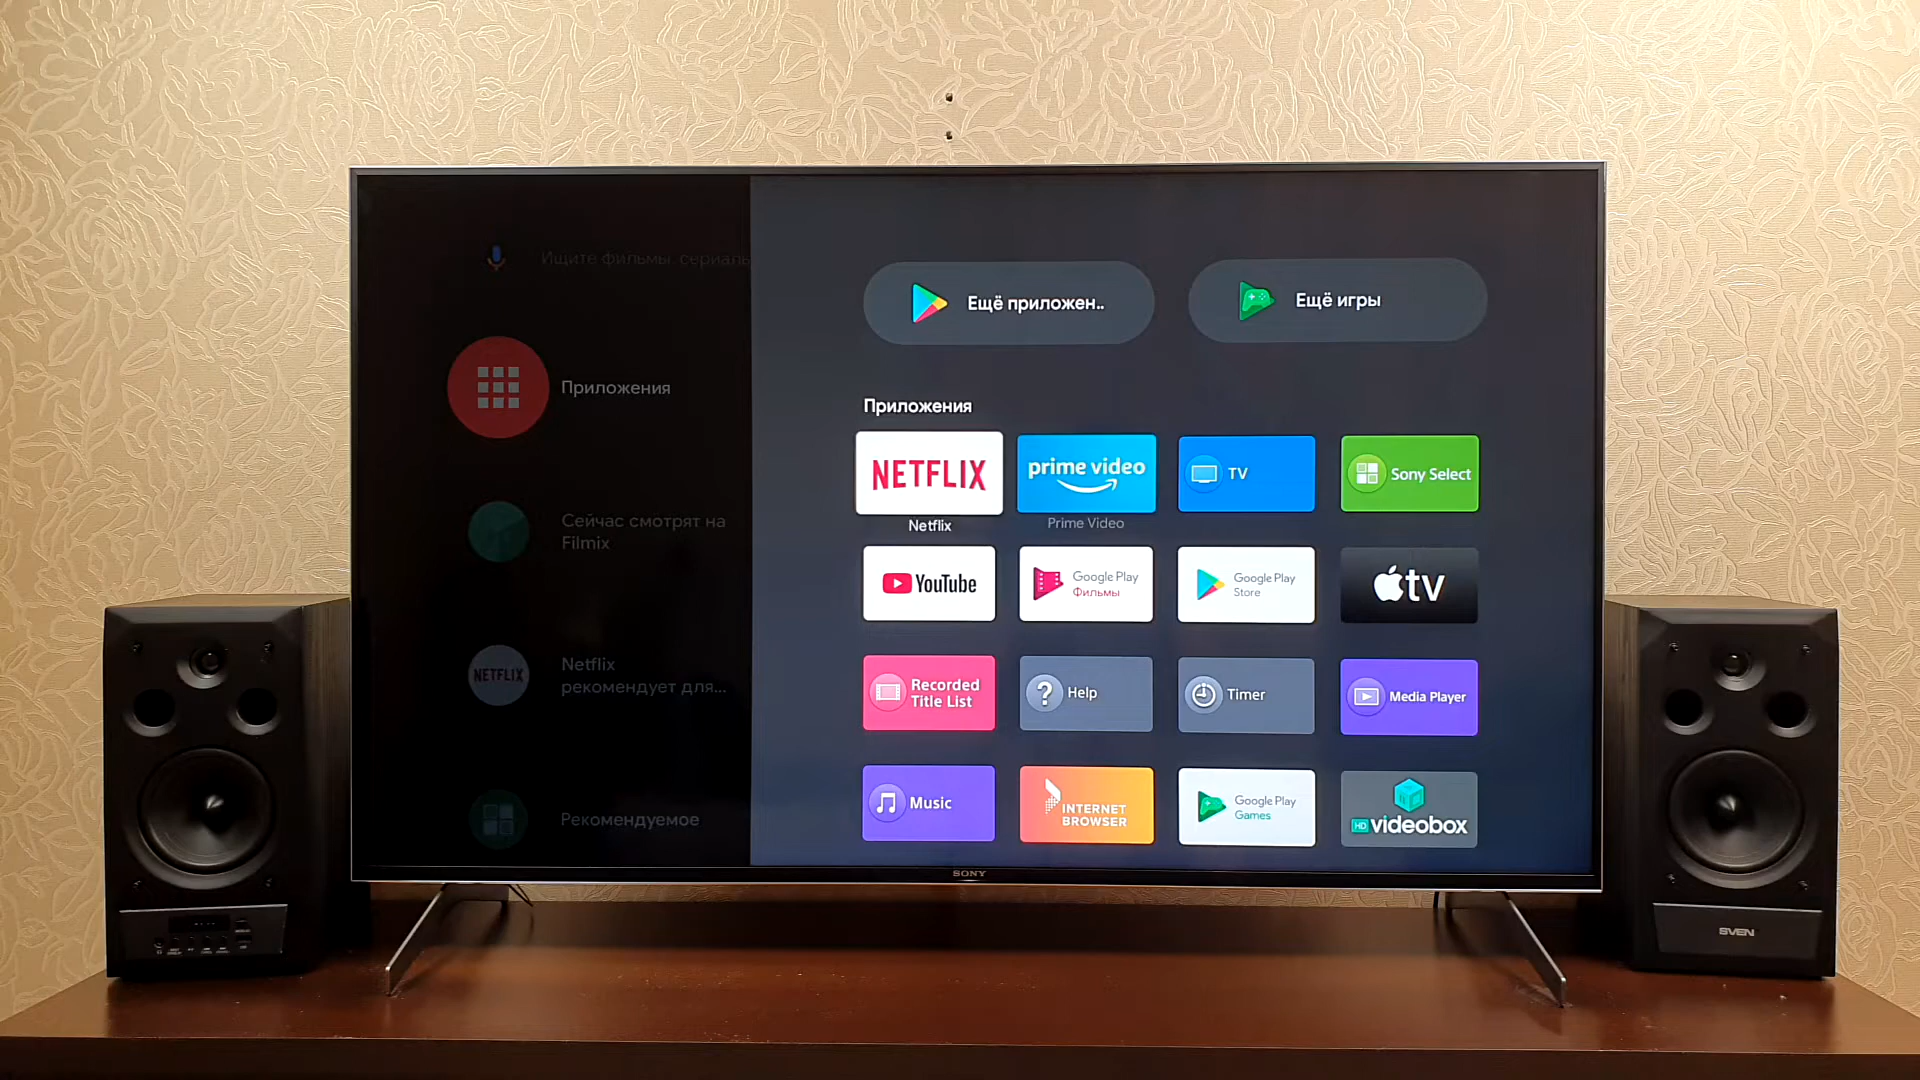 Ищите фильмы, сериаль
Ещё приложен..
Ещё игры
Приложения
Приложения
NETFLIX
prime video
TV
Sony Select
Netflix
Prime Video
Сейчас смотрят на
Filmix
YouTube
Google Play
Фильмы
Google Play
Store
tv
NETFLIX
Netflix
рекомендует для...
Recorded
Title List
Help
Timer
Media Player
Рекомендуемое
Music
INTERNET
BROWSER
Google Play
Games
HD videobox
SONY
SVEN